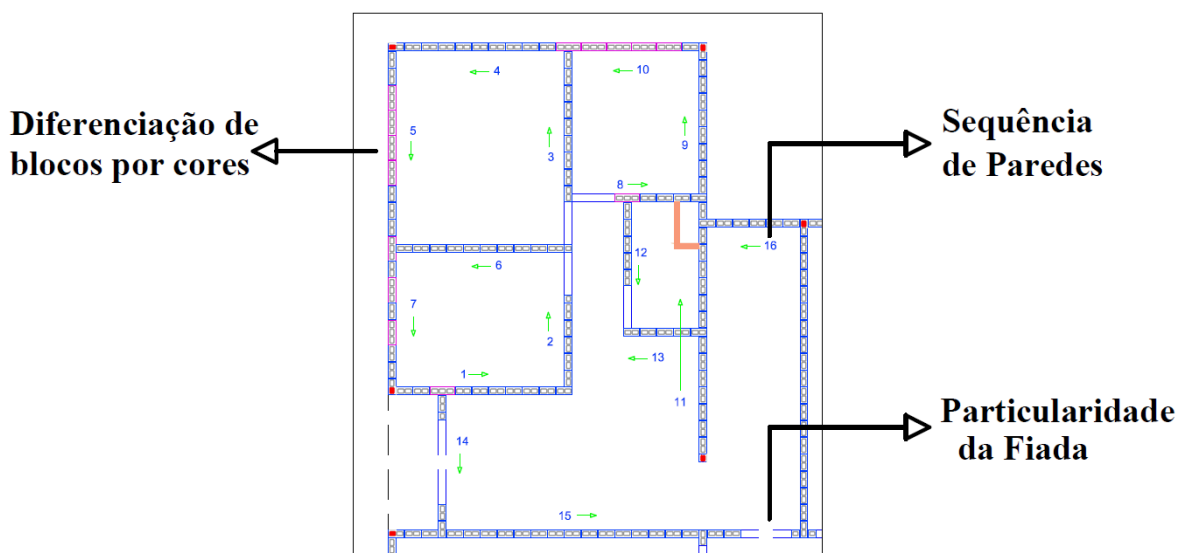 Diferenciação de
blocos por cores
Sequência
de Paredes
Particularidade
da Fiada
4
10
5
3
9
8
12
16
6
7
2
13
1
11
14
15